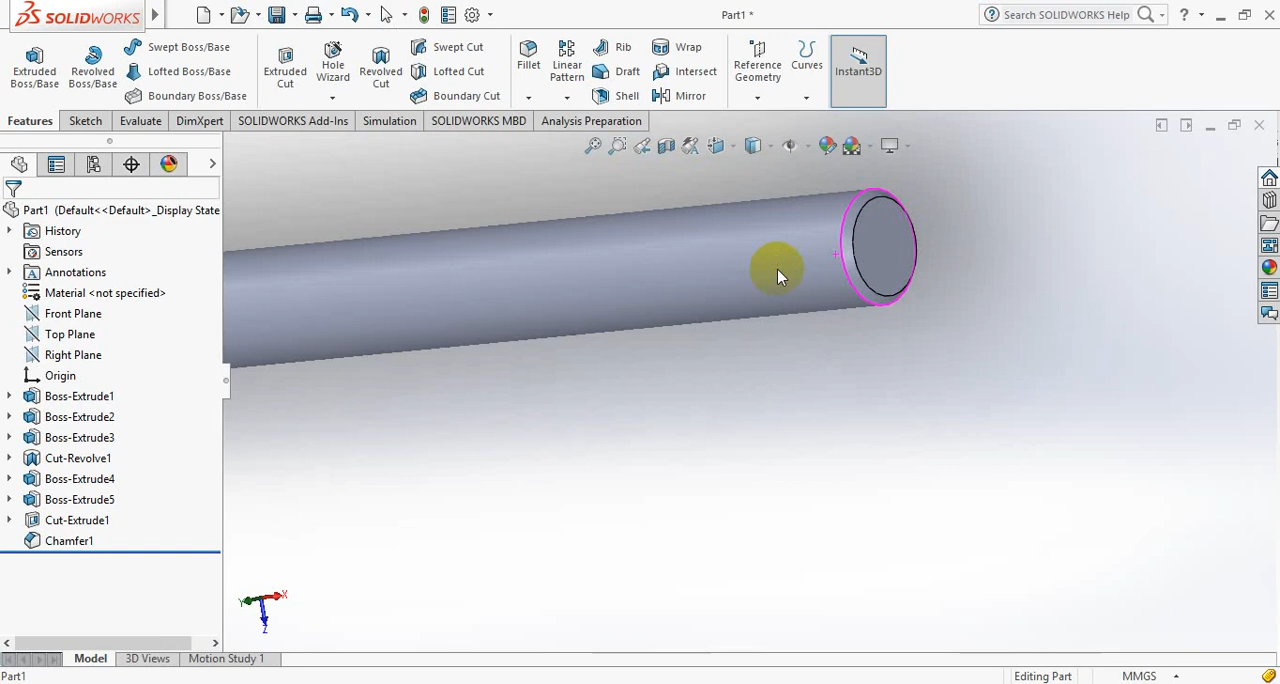 SOLIDWORKS
Part1 *
Search SOLIDWORKS Help
?
Extruded Boss/Base
Revolved Boss/Base
Swept Boss/Base
Lofted Boss/Base
Boundary Boss/Base
Extruded Cut
Hole Wizard
Revolved Cut
Swept Cut
Lofted Cut
Boundary Cut
Fillet
Linear Pattern
Rib
Draft
Shell
Wrap
Intersect
Mirror
Reference Geometry
Curves
Instant3D
Features
Sketch
Evaluate
DimXpert
SOLIDWORKS Add-Ins
Simulation
SOLIDWORKS MBD
Analysis Preparation
Part1 (Default<<Default>_Display State
History
Sensors
A Annotations
Material <not specified>
Front Plane
Top Plane
Right Plane
Origin
Boss-Extrude1
Boss-Extrude2
Boss-Extrude3
Cut-Revolve1
Boss-Extrude4
Boss-Extrude5
Cut-Extrude1
Chamfer1
Y
X
Z
Model
3D Views
Motion Study 1
Part1
Editing Part
MMGS